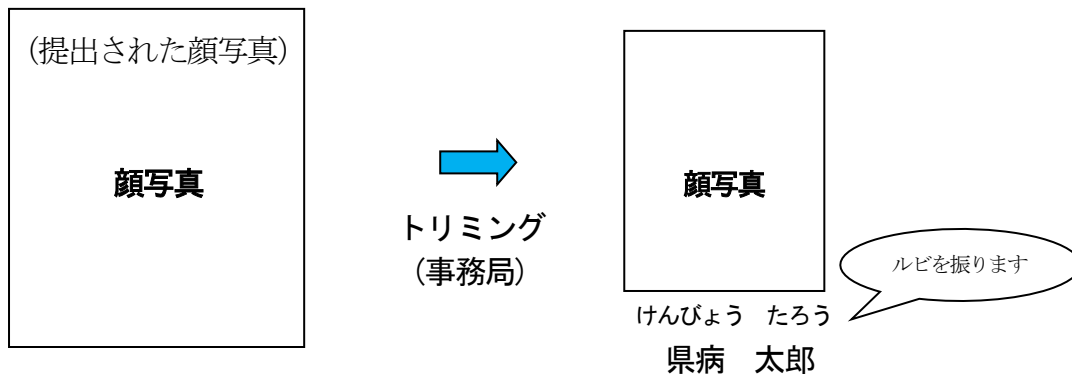 （提出された顔写真）
顔写真
トリミング
（事務局）
顔写真
ルビを振ります
けんびょう　たろう
県病　太郎